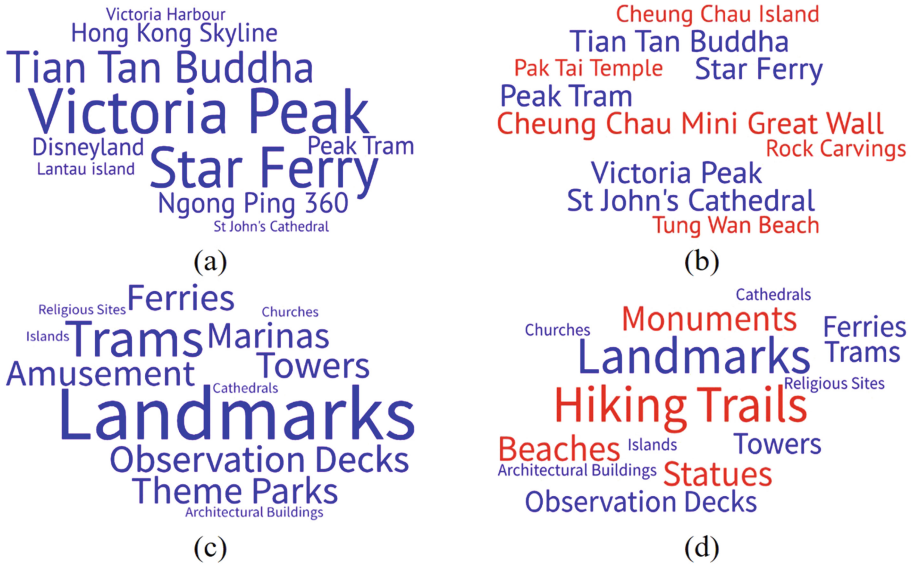 Victoria Harbour
Hong Kong Skyline
Tian Tan Buddha
Victoria Peak
Disneyland
Peak Tram
Lantau island
Star Ferry
Ngong Ping 360
St John's Cathedral
(a)
Cheung Chau Island
Tian Tan Buddha
Pak Tai Temple
Star Ferry
Peak Tram
Cheung Chau Mini Great Wall
Rock Carvings
Victoria Peak
St John's Cathedral
Tung Wan Beach
(b)
Ferries
Religious Sites
Churches
Islands
Trams
Marinas
Amusement
Towers
Cathedrals
Landmarks
Observation Decks
Theme Parks
Architectural Buildings
(c)
Cathedrals
Monuments
Churches
Ferries
Landmarks
Trams
Religious Sites
Hiking Trails
Beaches
Islands
Towers
Architectural Buildings
Statues
Observation Decks
(d)